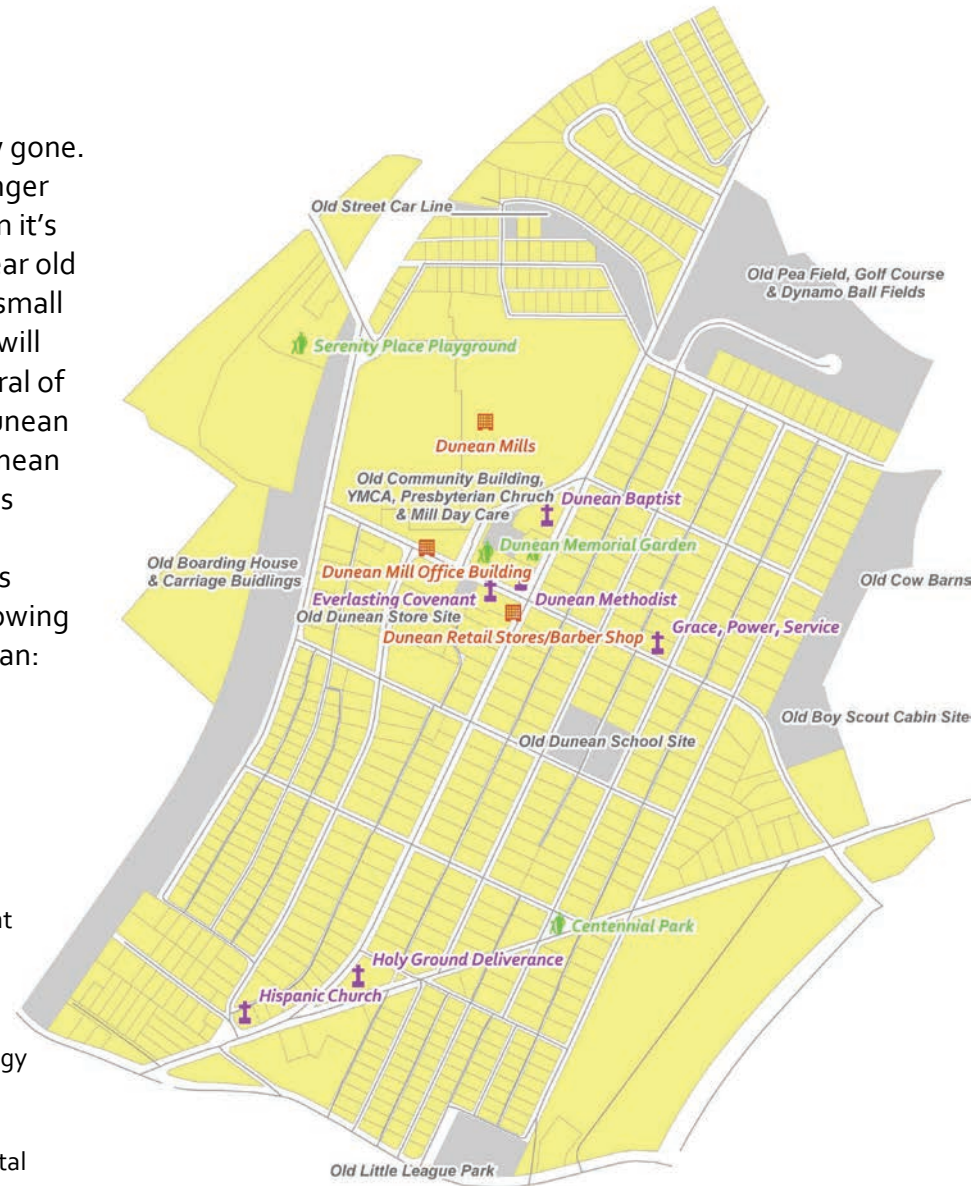 y gone.
nger
n it's
ear old
small
will
ral of
unean
nean
s
s
owing
an:
nt
gy
tal
Old Street Car Line
Old Pea Field, Golf Course
& Dynamo Ball Fields
Serenity Place Playground
Dunean Mills
Old Community Building,
YMCA, Presbyterian Chruch
& Mill Day Care
Dunean Baptist
Dunean Memorial Garden
Old Boarding House
& Carriage Buidlings
Dunean Mill Office Building
Old Cow Barns
Everlasting Covenant
Dunean Methodist
Old Dunean Store Site
Grace, Power, Service
Dunean Retail Stores/Barber Shop
Old Boy Scout Cabin Site
Old Dunean School Site
Centennial Park
Holy Ground Deliverance
Hispanic Church
Old Little League Park